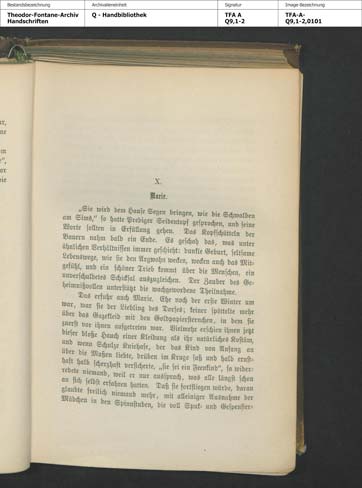 Bestandsbezeichnung
Theodor-Fontane-Archiv
Handschriften
Archivalieneinheit
Q - Handbibliothek
Signatur
TFA A
Q9,1-2
Image-Bezeichnung
TFA-A-
Q9,1-2,0101
X.
Marie.
„Sie wird dem Hause Segen bringen, wie die Schwalben
am Sims,“ so hatte Prediger Seidentopf gesprochen, und seine
Worte sollten in Erfüllung gehen. Das Kopfschütteln der
Bauern nahm bald ein Ende. Es geschah das, was unter
ähnlichen Verhältnissen immer geschieht: dunkle Geburt, seltsame
Lebenswege, wie sie den Argwohn wecken, wecken auch das Mit-
gefühl, und ein schöner Trieb kommt über die Menschen, ein
unverschuldetes Schicksal auszugleichen. Der Zauber des Ge-
heimnißvollen unterstützt die wachgewordene Theilnahme.
Das erfuhr auch Marie. Ehe noch der erste Winter um
war, war sie der Liebling des Dorfes; keiner spöttelte mehr
über das Gazekleid mit den Goldpapiersternchen, in dem sie
zuerst vor ihnen aufgetreten war. Vielmehr erschien ihnen jetzt
dieser bloße Hauch einer Kleidung als ihr natürliches Kostüm,
und wenn Schulze Kniehase, der das Kind von Anfang an
über die Maßen liebte, drüben im Kruge saß und halb ernst-
haft halb scherzhaft versicherte, „sie sei ein Feenkind“, so wider-
redete niemand, weil er nur aussprach, was alle längst schon
an sich selbst erfahren hatten. Daß sie fortfliegen würde, daran
glaubte freilich niemand mehr, mit alleiniger Ausnahme der
Mädchen in den Spinnstuben, die voll Spuk- und Gespenster-